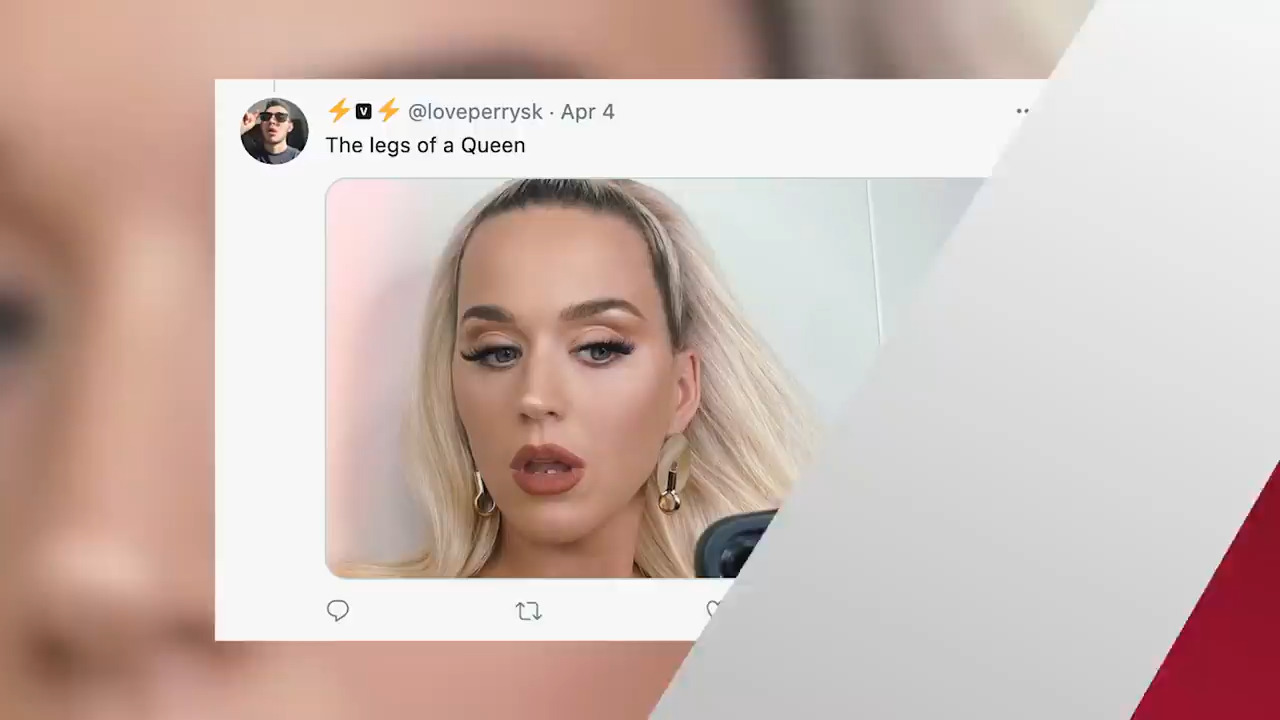 ⚡🆅⚡ @loveperrysk · Apr 4
The legs of a Queen